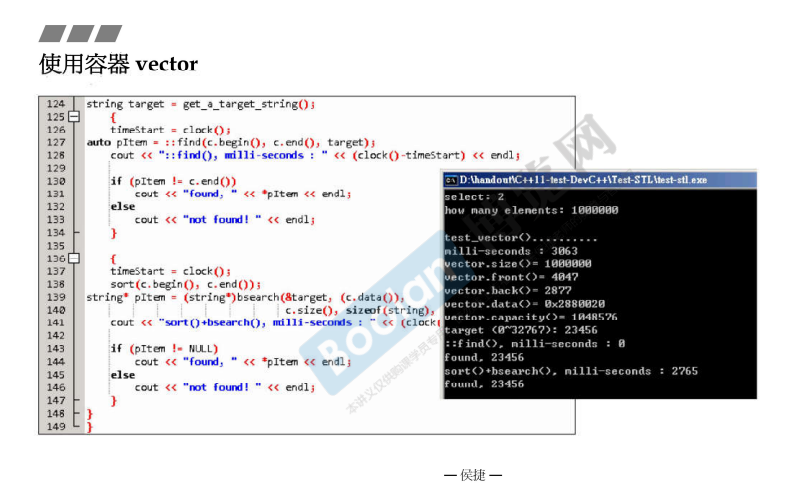 使用容器 vector
124 string target = get_a_target_string();
125 {
126 timeStart = clock();
127 auto pItem = ::find(c.begin(), c.end(), target);
128 cout << "::find(), milli-seconds : " << (clock()-timeStart) << endl;
129
130 if (pItem != c.end())
131 cout << "found, " << *pItem << endl;
132 else
133 cout << "not found! " << endl;
134 }
135
136 {
137 timeStart = clock();
138 sort(c.begin(), c.end());
139 string* pItem = (string*)bsearch(&target, (c.data()),
140 c.size(), sizeof(string),
141 cout << "sort()+bsearch(), milli-seconds : " << (clock(
142
143 if (pItem != NULL)
144 cout << "found, " << *pItem << endl;
145 else
146 cout << "not found! " << endl;
147 }
148 }
149 }
D:\handout\C++11-test-DevC++\Test-STL\test-stl.exe
select: 2
how many elements: 1000000
test_vector()..........
milli-seconds : 3063
vector.size()= 1000000
vector.front()= 4047
vector.back()= 2877
vector.data()= 0x2880020
vector.capacity()= 1048576
target (0~32767): 23456
::find(), milli-seconds : 0
found, 23456
sort()+bsearch(), milli-seconds : 2765
found, 23456
Boolan
— 侯捷 —